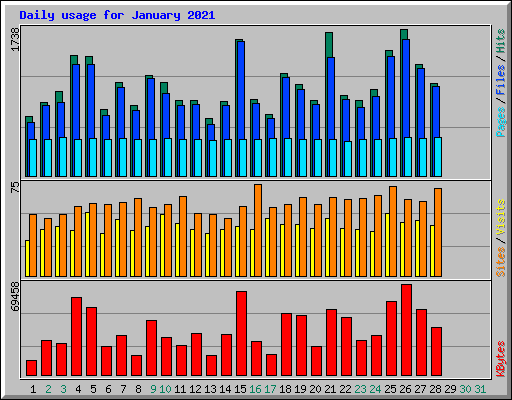 Daily usage for January 2021
1738
Pages / Files / Hits
75
Sites / Visits
69458
KBytes
1 2 3 4 5 6 7 8 9 10 11 12 13 14 15 16 17 18 19 20 21 22 23 24 25 26 27 28 29 30 31